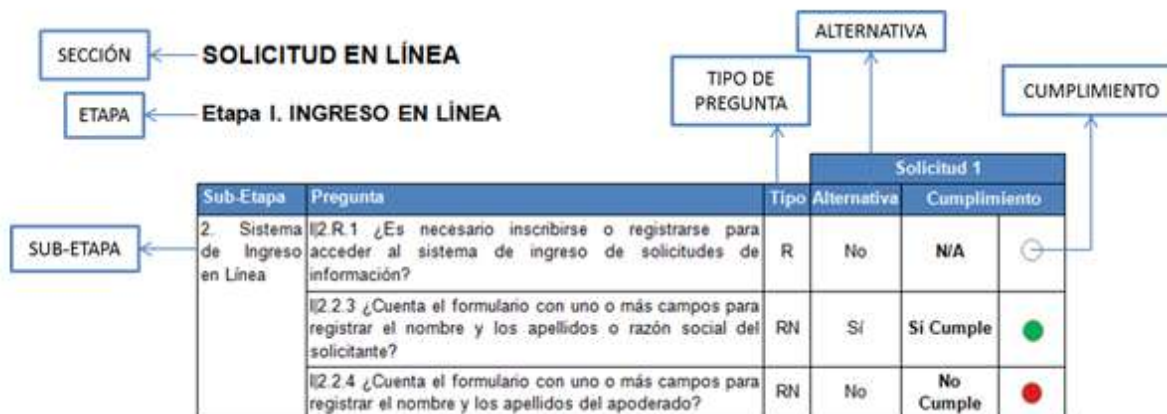 ALTERNATIVA
SECCIÓN
SOLICITUD EN LÍNEA
TIPO DE
PREGUNTA
CUMPLIMIENTO
ETAPA
Etapa I. INGRESO EN LÍNEA
Solicitud 1
Sub-Etapa Pregunta Tipo Alternativa Cumplimiento
SUB-ETAPA
2. Sistema
de Ingreso
en Línea
I|2.R.1 ¿Es necesario inscribirse o registrarse para
acceder al sistema de ingreso de solicitudes de
información?
R No N/A
I|2.2.3 ¿Cuenta el formulario con uno o más campos para
registrar el nombre y los apellidos o razón social del
solicitante?
RN Sí Sí Cumple
I|2.2.4 ¿Cuenta el formulario con uno o más campos para
registrar el nombre y los apellidos del apoderado?
RN No No
Cumple